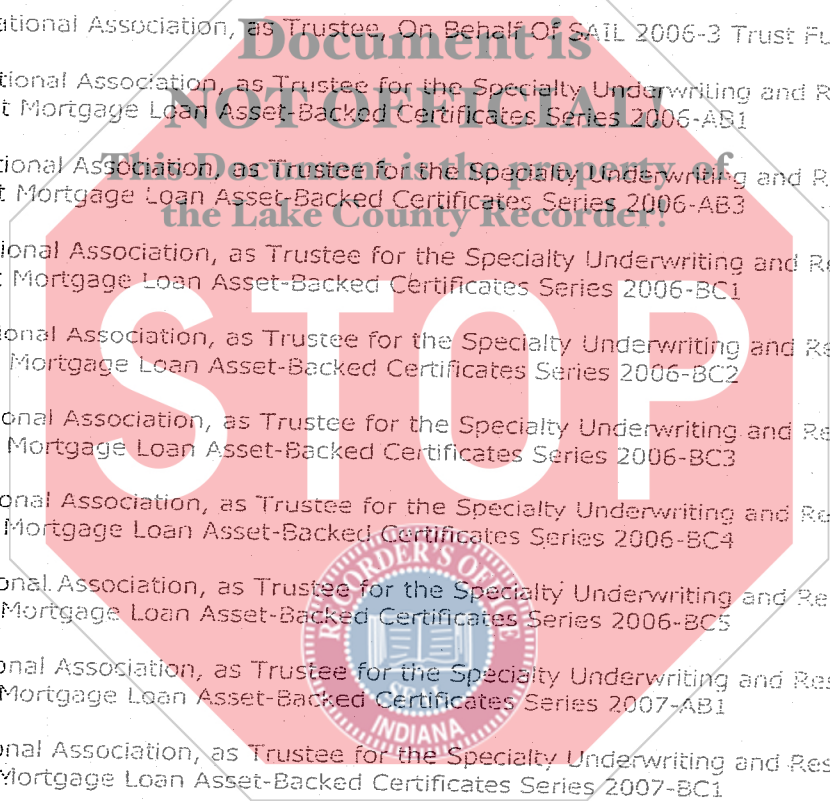 ational Association, as Trustee, On Behalf Of SAIL 2006-3 Trust Fu
Document is
tional Association, as Trustee for the Specialty Underwriting and R
NOT OFFICIAL!
t Mortgage Loan Asset-Backed Certificates Series 2006-AB1
This Document is the property of
tional Association, as Trustee for the Specialty Underwriting and R
t Mortgage Loan Asset-Backed Certificates Series 2006-AB3
the Lake County Recorder!
ional Association, as Trustee for the Specialty Underwriting and Re
t Mortgage Loan Asset-Backed Certificates Series 2006-BC1
STOP
ional Association, as Trustee for the Specialty Underwriting and Re
Mortgage Loan Asset-Backed Certificates Series 2006-BC2
onal Association, as Trustee for the Specialty Underwriting and Re
Mortgage Loan Asset-Backed Certificates Series 2006-BC3
onal Association, as Trustee for the Specialty Underwriting and Re
Mortgage Loan Asset-Backed Certificates Series 2006-BC4
RECORDER'S OFFICE
onal Association, as Trustee for the Specialty Underwriting and Re
Mortgage Loan Asset-Backed Certificates Series 2006-BC5
onal Association, as Trustee for the Specialty Underwriting and Res
SEAL
Mortgage Loan Asset-Backed Certificates Series 2007-AB1
INDIANA
onal Association, as Trustee for the Specialty Underwriting and Res
Mortgage Loan Asset-Backed Certificates Series 2007-BC1